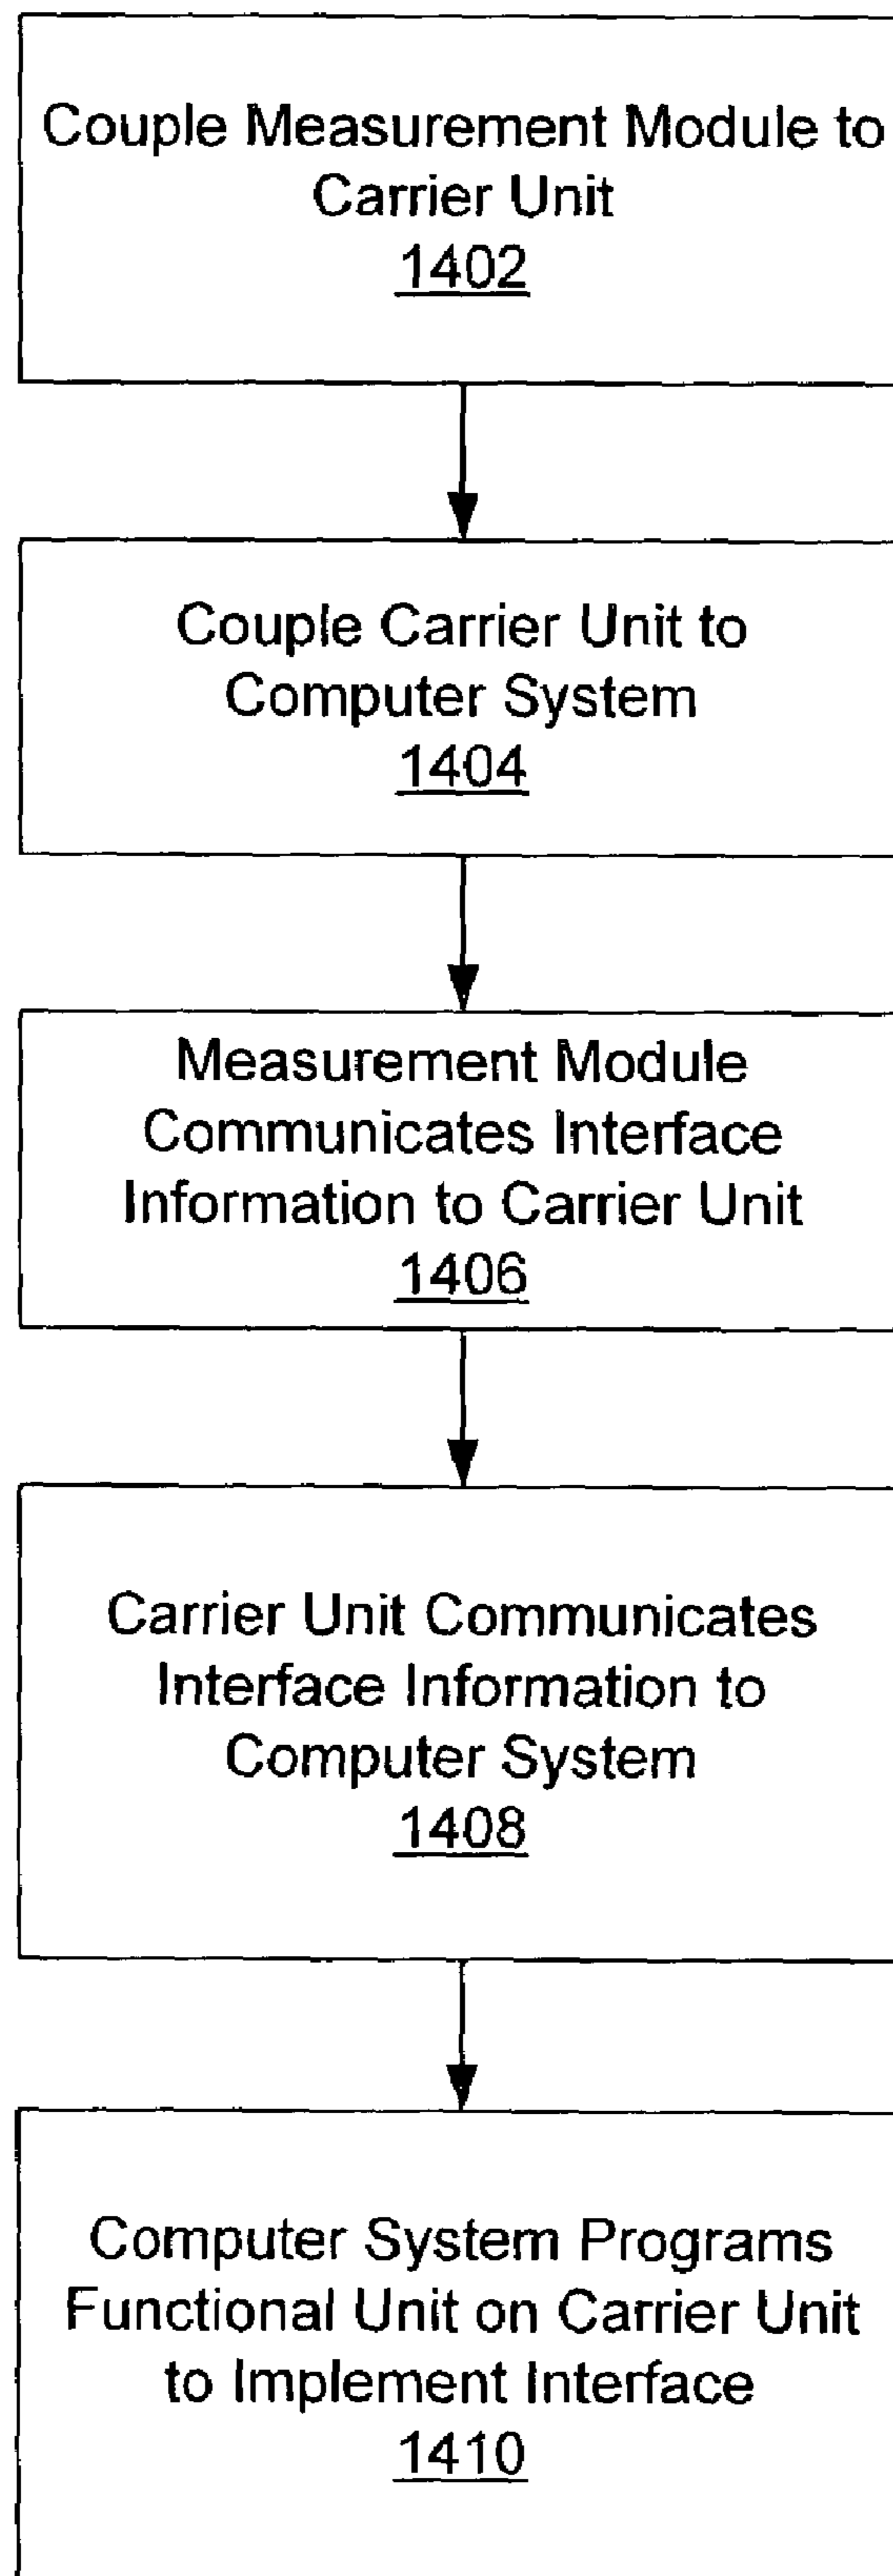 Couple Measurement Module to
Carrier Unit
1402
Couple Carrier Unit to
Computer System
1404
Measurement Module
Communicates Interface
Information to Carrier Unit
1406
Carrier Unit Communicates
Interface Information to
Computer System
1408
Computer System Programs
Functional Unit on Carrier Unit
to Implement Interface
1410